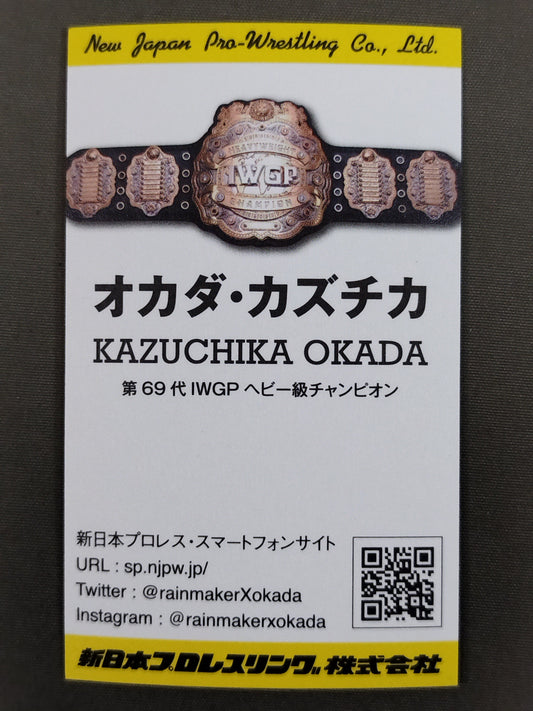 New Japan Pro-Wrestling Co., Ltd.
HEAVYWEIGHT
IWGP
CHAMPION
オカダ・カズチカ
KAZUCHIKA OKADA
第69代IWGPヘビー級チャンピオン
新日本プロレス・スマートフォンサイト
URL : sp.njpw.jp/
Twitter : @rainmakerXokada
Instagram : @rainmakerxokada
新日本プロレスリング株式会社